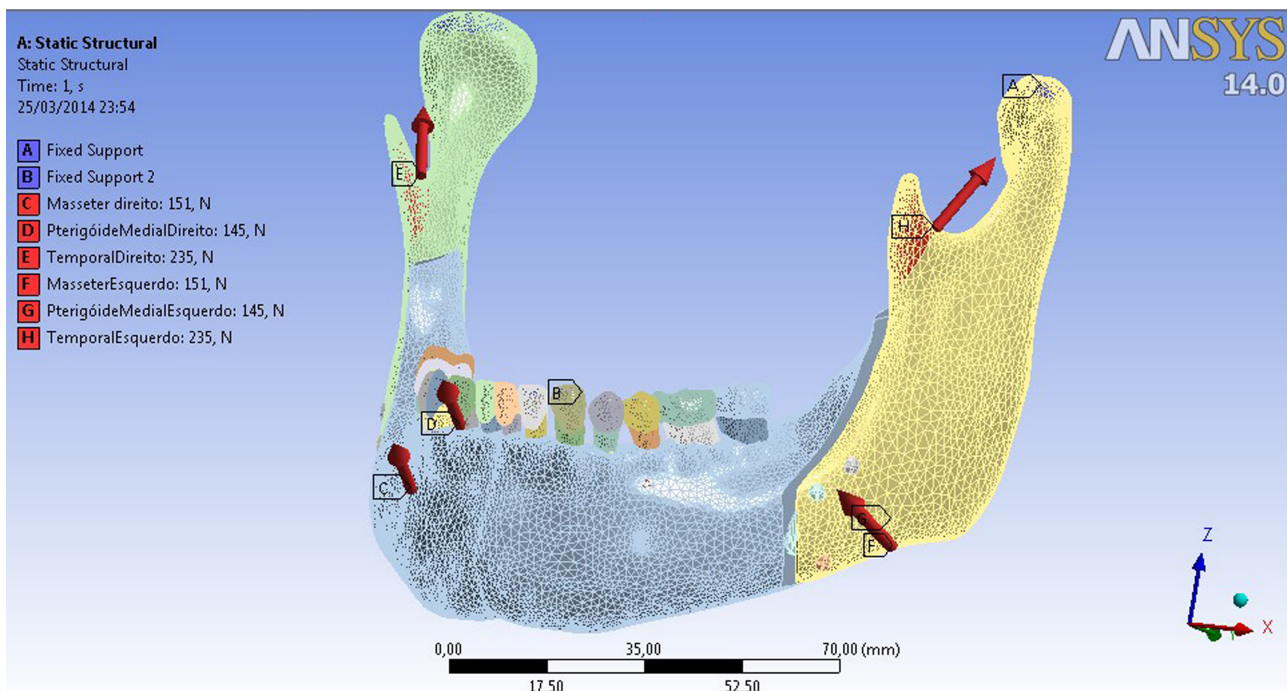 A: Static Structural
Static Structural
Time: 1, s
25/03/2014 23:54
A Fixed Support
B Fixed Support 2
C Masseter direito: 151, N
D PterigóideMedialDireito: 145, N
E TemporalDireito: 235, N
F MasseterEsquerdo: 151, N
G PterigóideMedialEsquerdo: 145, N
H TemporalEsquerdo: 235, N
ANSYS
14.0
A
E
H
B
D
C
G
F
Z
X
0,00 35,00 70,00 (mm)
17,50 52,50